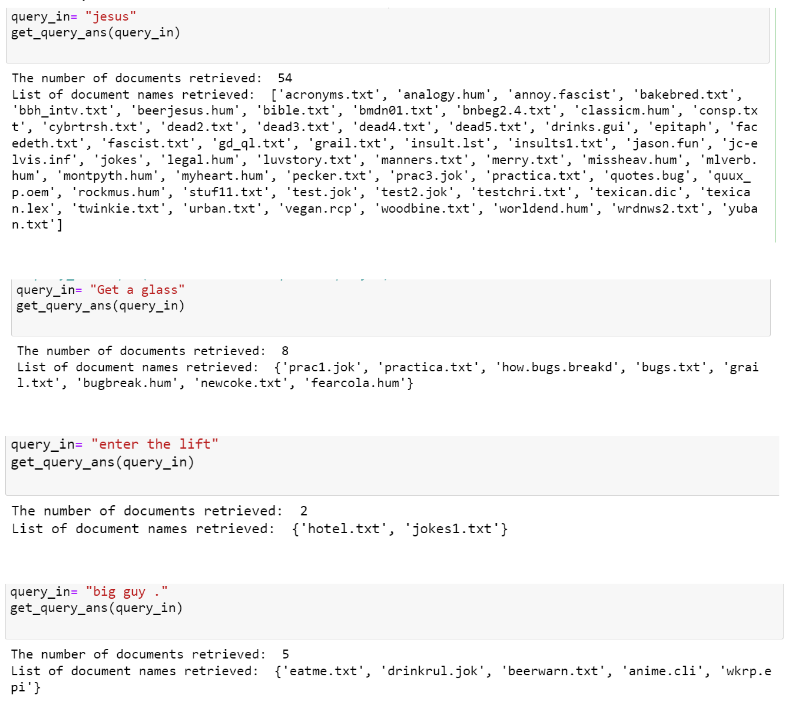 query_in= "jesus"
get_query_ans(query_in)
The number of documents retrieved:  54
List of document names retrieved:  ['acronyms.txt', 'analogy.hum', 'annoy.fascist', 'bakebred.txt',
'bbh_intv.txt', 'beerjesus.hum', 'bible.txt', 'bmdn01.txt', 'bnbeg2.4.txt', 'classicm.hum', 'consp.tx
t', 'cybrtrsh.txt', 'dead2.txt', 'dead3.txt', 'dead4.txt', 'dead5.txt', 'drinks.gui', 'epitaph', 'fac
edeth.txt', 'fascist.txt', 'gd_ql.txt', 'grail.txt', 'insult.lst', 'insults1.txt', 'jason.fun', 'jc-e
lvis.inf', 'jokes', 'legal.hum', 'luvstory.txt', 'manners.txt', 'merry.txt', 'missheav.hum', 'mlverb.
hum', 'montpyth.hum', 'myheart.hum', 'pecker.txt', 'prac3.jok', 'practica.txt', 'quotes.bug', 'quux_
p.oem', 'rockmus.hum', 'stuf11.txt', 'test.jok', 'test2.jok', 'testchri.txt', 'texican.dic', 'texica
n.lex', 'twinkie.txt', 'urban.txt', 'vegan.rcp', 'woodbine.txt', 'worldend.hum', 'wrdnws2.txt', 'yuba
n.txt']
query_in= "Get a glass"
get_query_ans(query_in)
The number of documents retrieved:  8
List of document names retrieved:  {'prac1.jok', 'practica.txt', 'how.bugs.breakd', 'bugs.txt', 'grai
l.txt', 'bugbreak.hum', 'newcoke.txt', 'fearcola.hum'}
query_in= "enter the lift"
get_query_ans(query_in)
The number of documents retrieved:  2
List of document names retrieved:  {'hotel.txt', 'jokes1.txt'}
query_in= "big guy ."
get_query_ans(query_in)
The number of documents retrieved:  5
List of document names retrieved:  {'eatme.txt', 'drinkrul.jok', 'beerwarn.txt', 'anime.cli', 'wkrp.e
pi'}